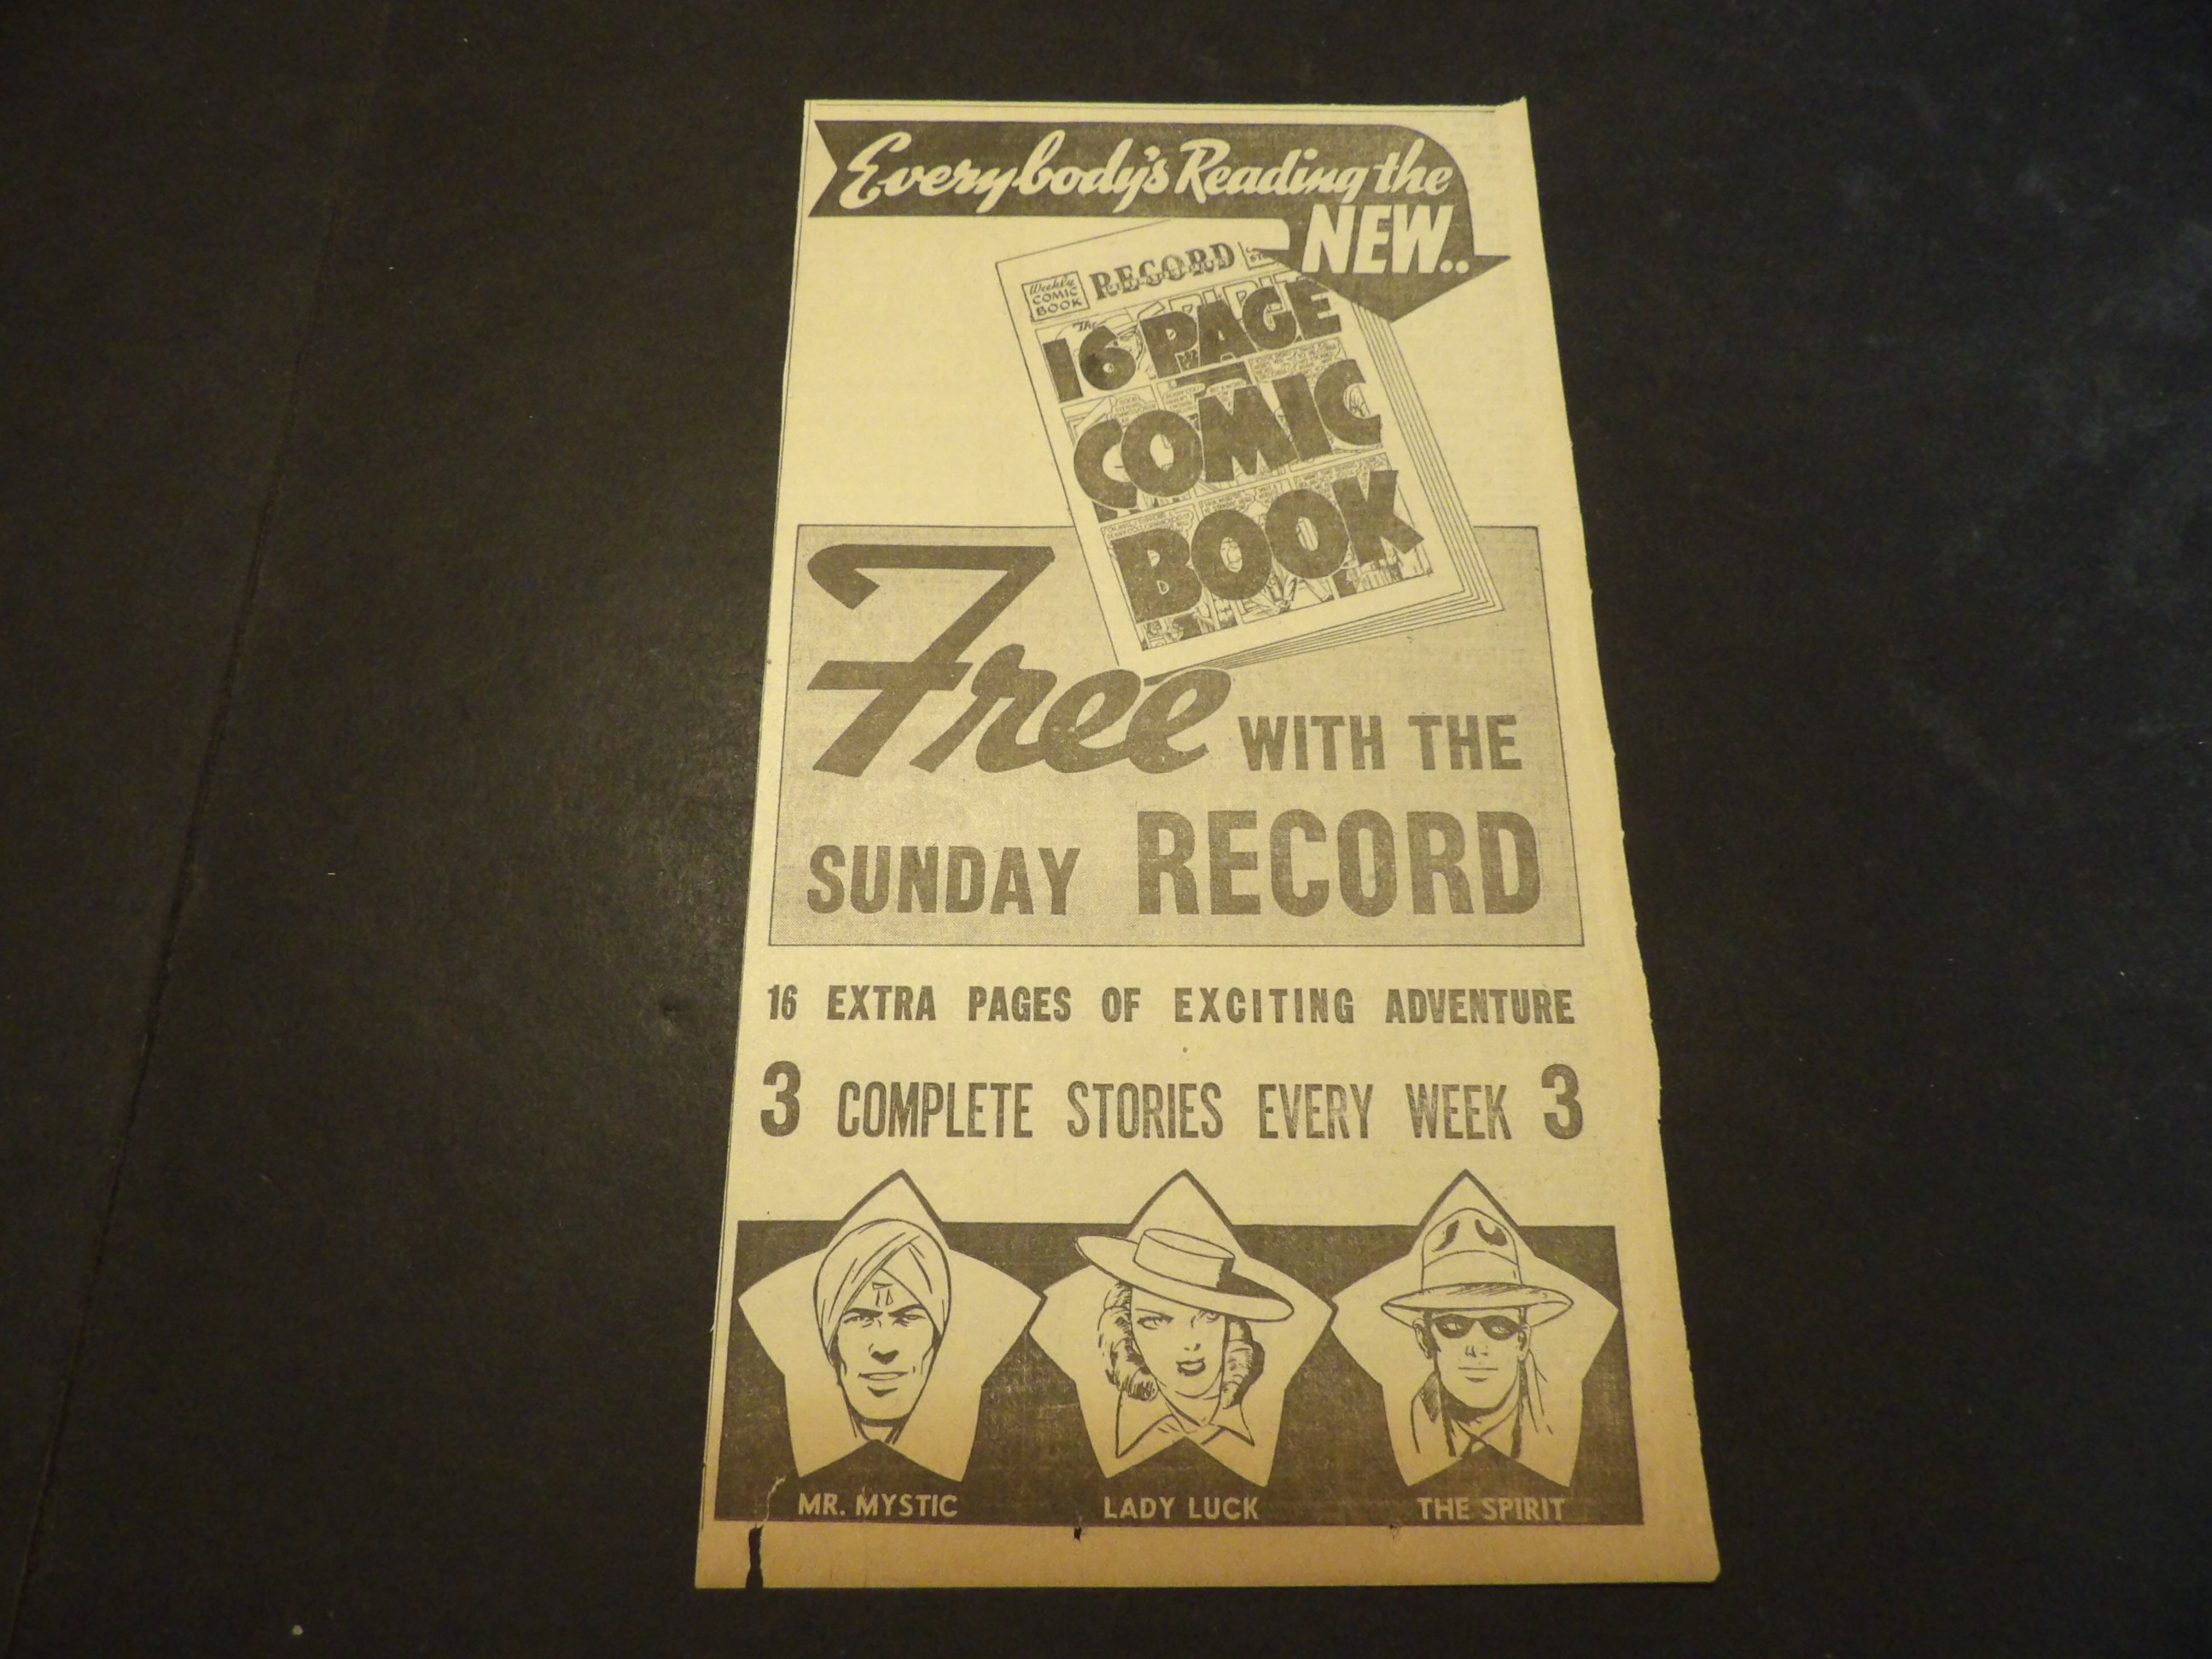 Everybody's Reading the
NEW..
Weekly
COMIC
BOOK
RECORD
The
16 PAGE
COMIC
BOOK
Free WITH THE
SUNDAY RECORD
16 EXTRA PAGES OF EXCITING ADVENTURE
3 COMPLETE STORIES EVERY WEEK 3
MR. MYSTIC LADY LUCK THE SPIRIT